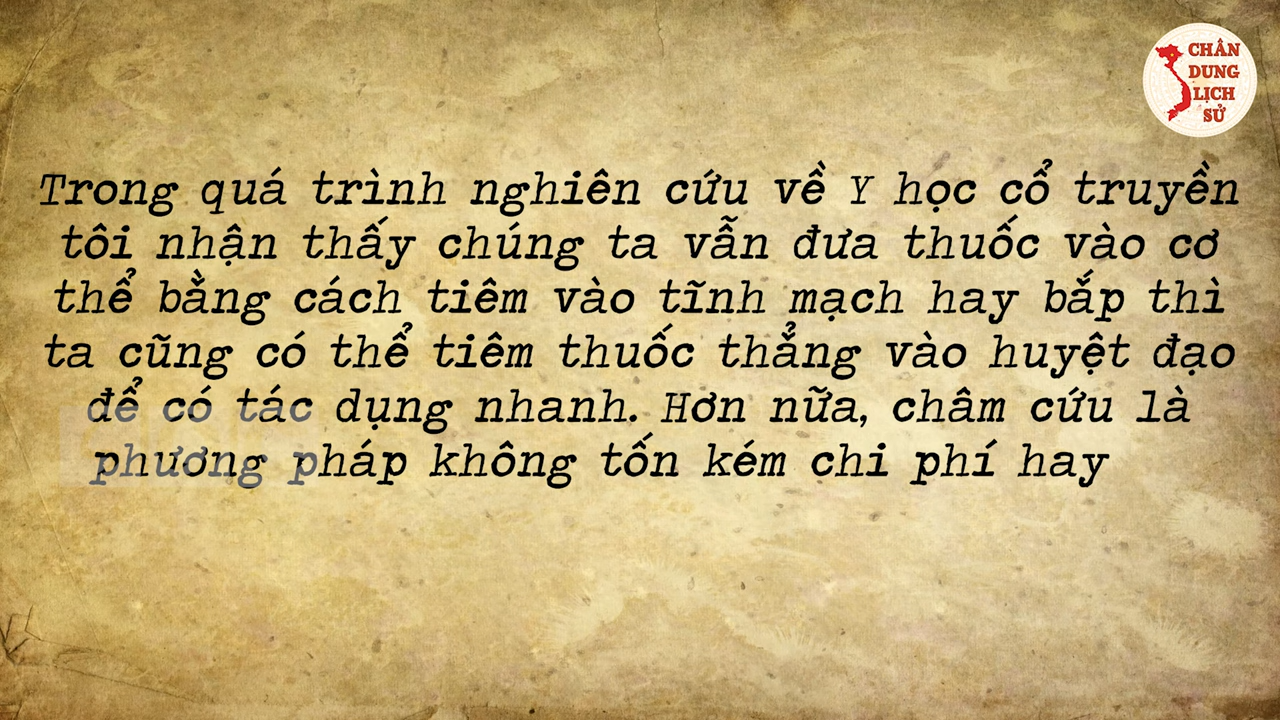 CHÂN
DUNG
LỊCH
SỬ
Trong quá trình nghiên cứu về Y học cổ truyền
tôi nhận thấy chúng ta vẫn đưa thuốc vào cơ
thể bằng cách tiêm vào tĩnh mạch hay bắp thì
ta cũng có thể tiêm thuốc thẳng vào huyệt đạo
để có tác dụng nhanh. Hơn nữa, châm cứu là
phương pháp không tốn kém chi phí hay